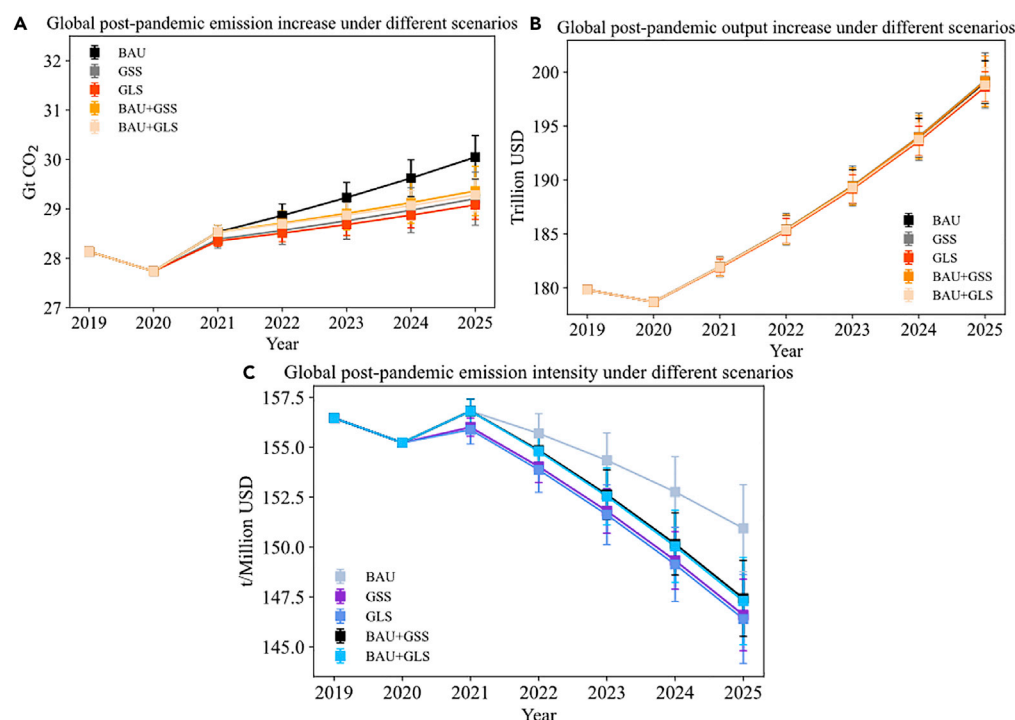 A Global post-pandemic emission increase under different scenarios
32
31
30
29
28
27
Gt CO₂
BAU
GSS
GLS
BAU+GSS
BAU+GLS
2019 2020 2021 2022 2023 2024 2025
Year
B Global post-pandemic output increase under different scenarios
200
195
190
185
180
Trillion USD
BAU
GSS
GLS
BAU+GSS
BAU+GLS
2019 2020 2021 2022 2023 2024 2025
Year
C Global post-pandemic emission intensity under different scenarios
157.5
155.0
152.5
150.0
147.5
145.0
t/Million USD
BAU
GSS
GLS
BAU+GSS
BAU+GLS
2019 2020 2021 2022 2023 2024 2025
Year